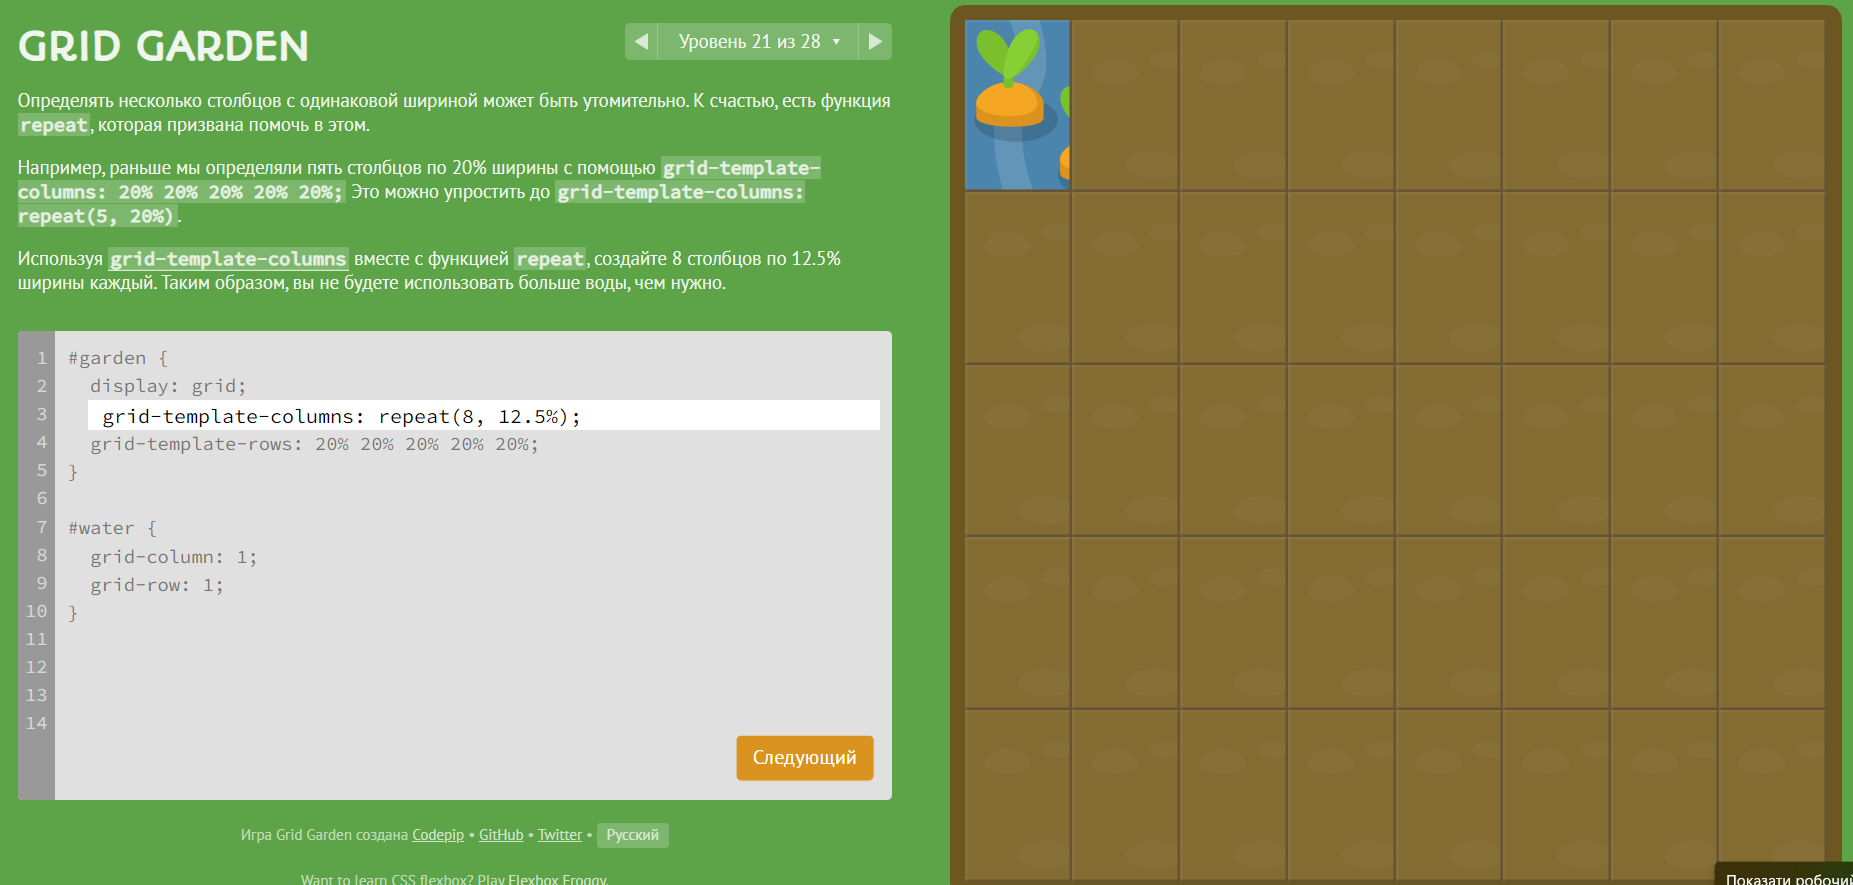 GRID GARDEN
Уровень 21 из 28
Определять несколько столбцов с одинаковой шириной может быть утомительно. К счастью, есть функция
repeat, которая призвана помочь в этом.
Например, раньше мы определяли пять столбцов по 20% ширины с помощью grid-template-
columns: 20% 20% 20% 20% 20%; Это можно упростить до grid-template-columns:
repeat(5, 20%).
Используя grid-template-columns вместе с функцией repeat, создайте 8 столбцов по 12.5%
ширины каждый. Таким образом, вы не будете использовать больше воды, чем нужно.
1 #garden {
2 display: grid;
3 grid-template-columns: repeat(8, 12.5%);
4 grid-template-rows: 20% 20% 20% 20% 20%;
5 }
6
7 #water {
8 grid-column: 1;
9 grid-row: 1;
10 }
11
12
13
14
Следующий
Игра Grid Garden создана Codepip • GitHub • Twitter • Русский
Want to learn CSS flexbox? Play Flexbox Froggy.
Показати робочий